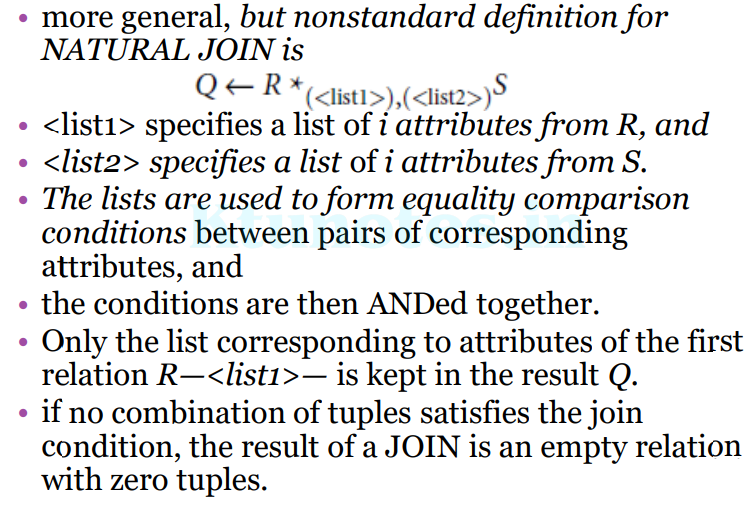 • more general, but nonstandard definition for
NATURAL JOIN is
Q ← R *(<list1>),(<list2>)S
• <list1> specifies a list of i attributes from R, and
• <list2> specifies a list of i attributes from S.
• The lists are used to form equality comparison
conditions between pairs of corresponding
attributes, and
• the conditions are then ANDed together.
• Only the list corresponding to attributes of the first
relation R—<list1>— is kept in the result Q.
• if no combination of tuples satisfies the join
condition, the result of a JOIN is an empty relation
with zero tuples.
Ktunotes.in